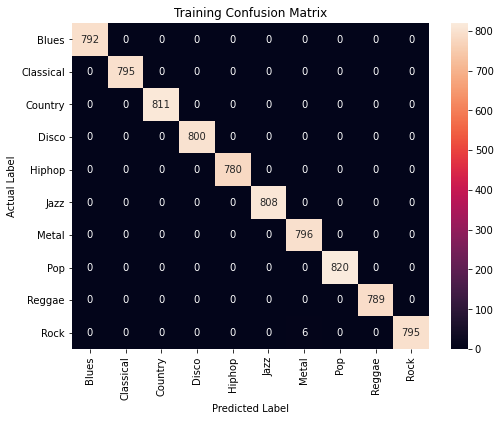 Training Confusion Matrix
Actual Label
Blues 792 0 0 0 0 0 0 0 0 0
Classical 0 795 0 0 0 0 0 0 0 0
Country 0 0 811 0 0 0 0 0 0 0
Disco 0 0 0 800 0 0 0 0 0 0
Hiphop 0 0 0 0 780 0 0 0 0 0
Jazz 0 0 0 0 0 808 0 0 0 0
Metal 0 0 0 0 0 0 796 0 0 0
Pop 0 0 0 0 0 0 0 820 0 0
Reggae 0 0 0 0 0 0 0 0 789 0
Rock 0 0 0 0 0 0 6 0 0 795
Blues Classical Country Disco Hiphop Jazz Metal Pop Reggae Rock
Predicted Label
800
700
600
500
400
300
200
100
0